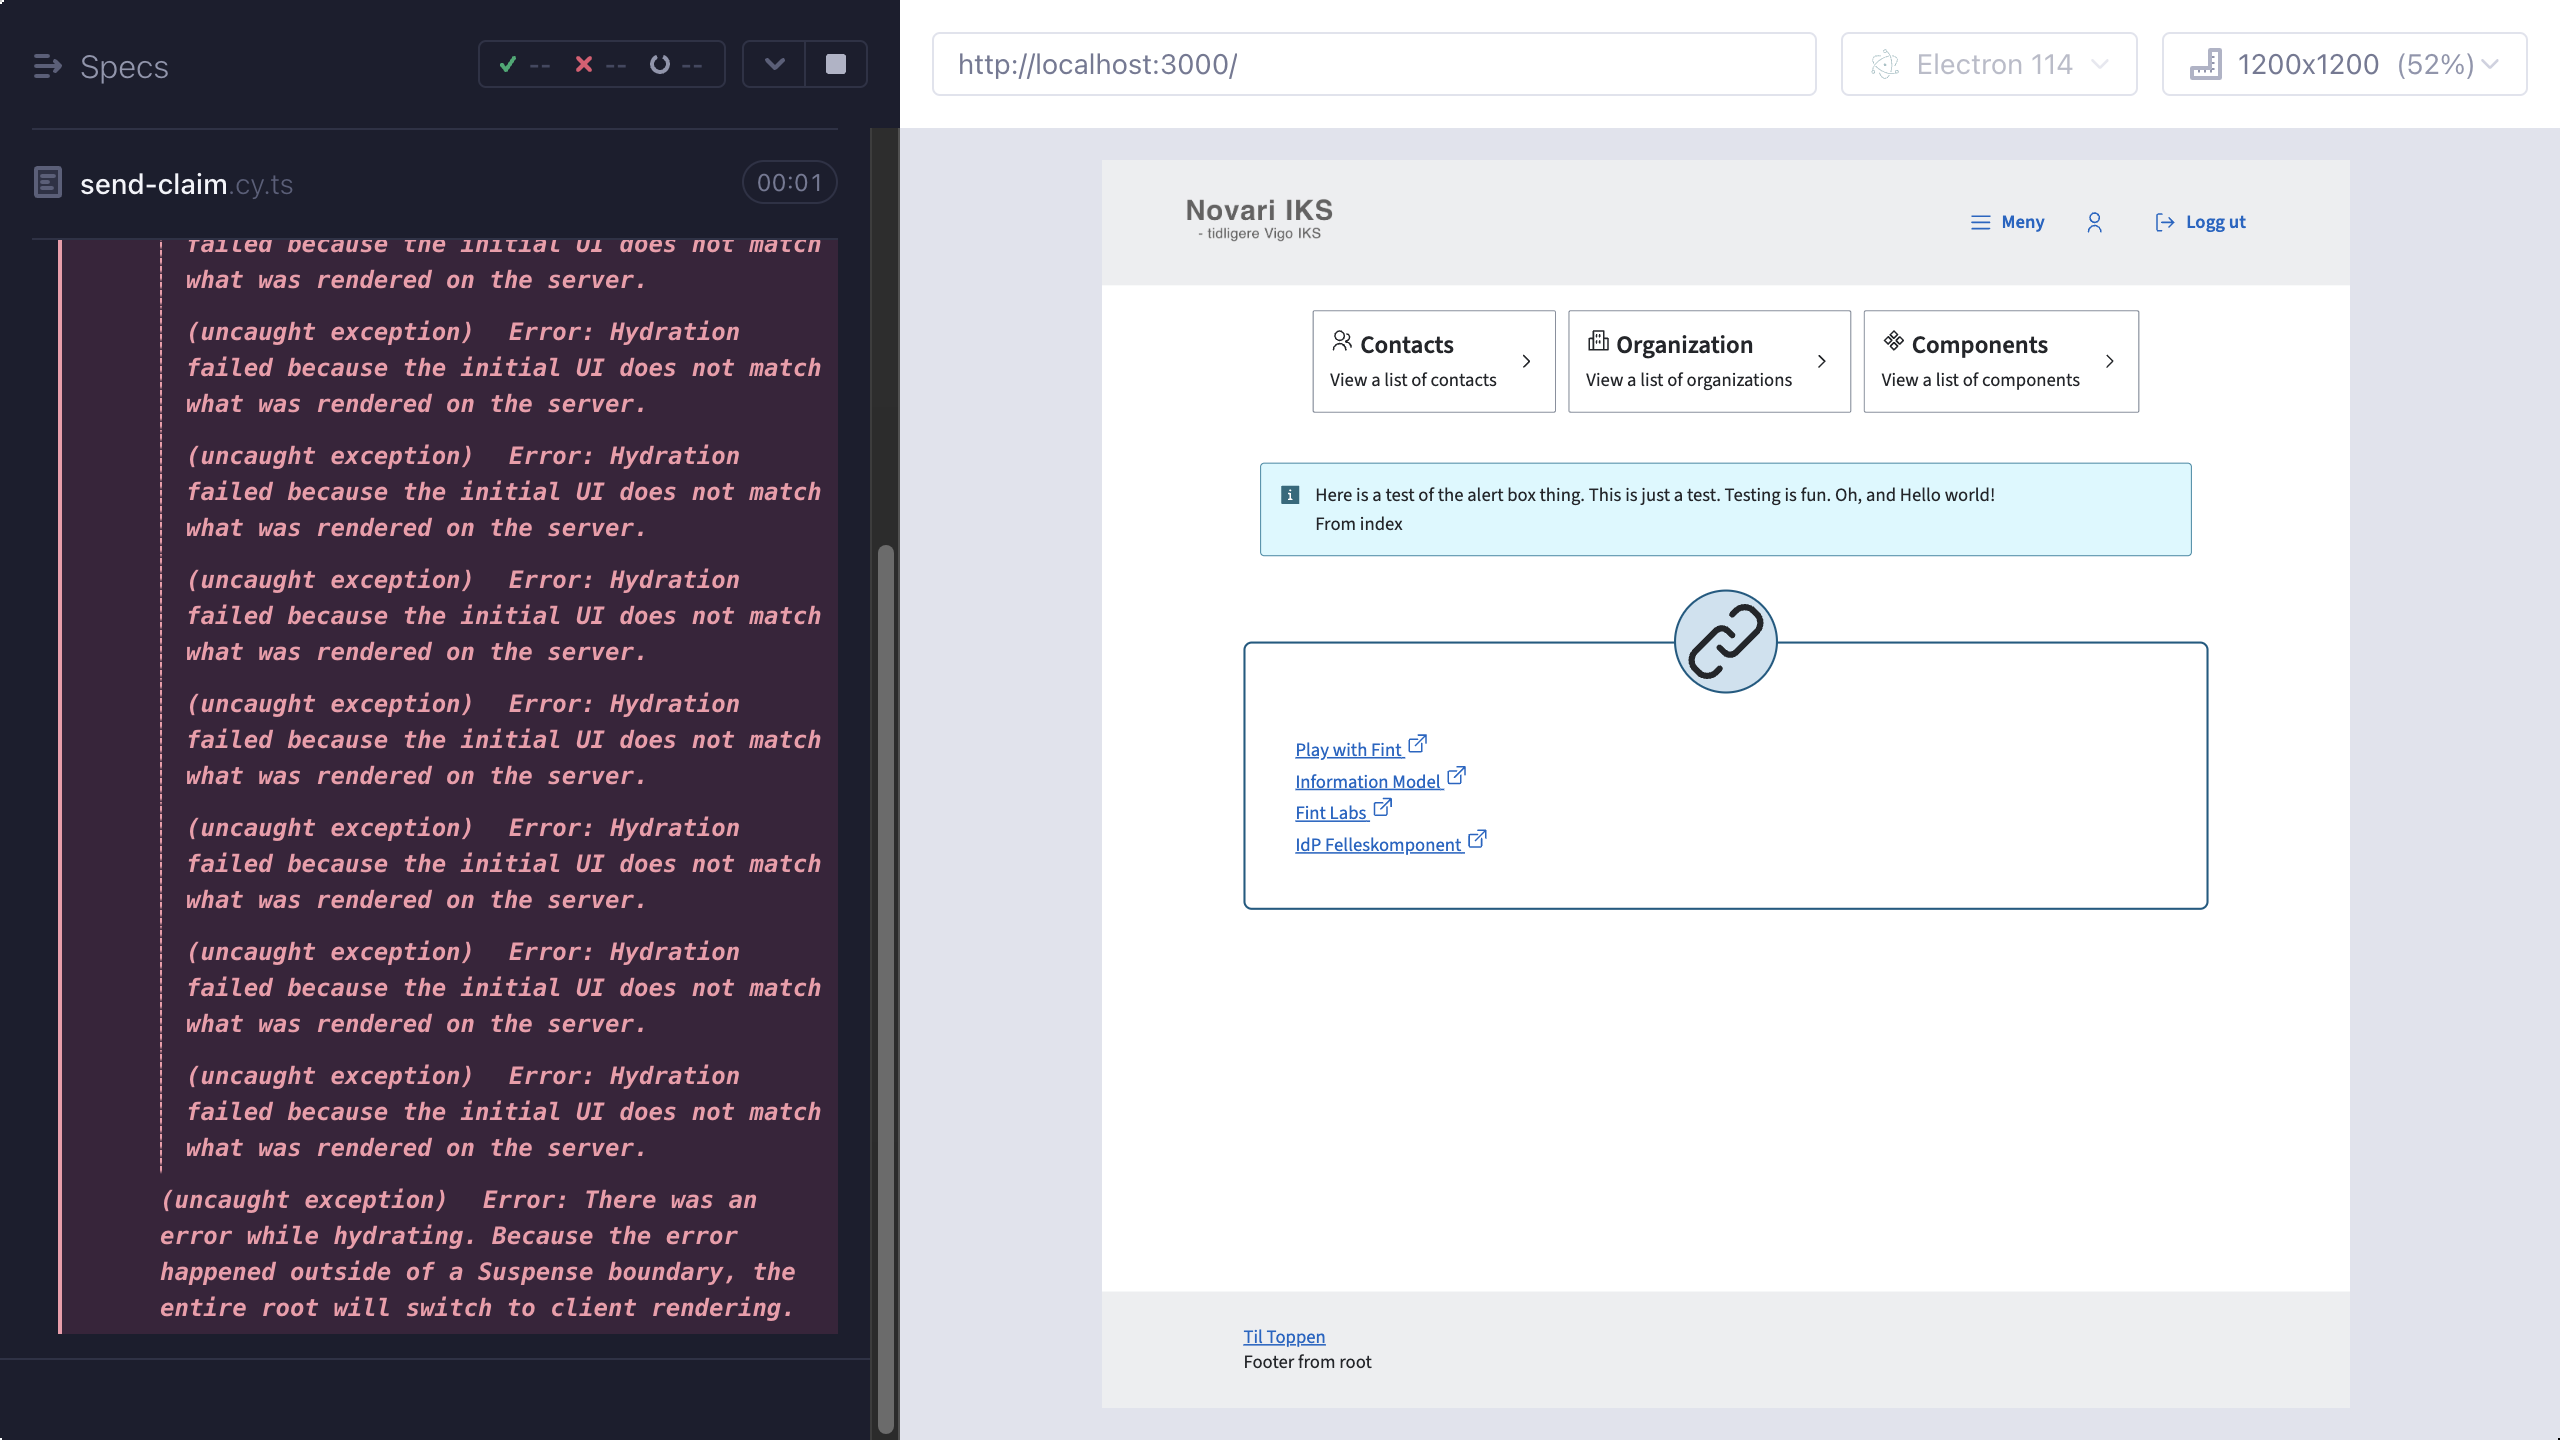 Specs
-- -- --
send-claim.cy.ts
00:01
failed because the initial UI does not match
what was rendered on the server.
(uncaught exception) Error: Hydration
failed because the initial UI does not match
what was rendered on the server.
(uncaught exception) Error: Hydration
failed because the initial UI does not match
what was rendered on the server.
(uncaught exception) Error: Hydration
failed because the initial UI does not match
what was rendered on the server.
(uncaught exception) Error: Hydration
failed because the initial UI does not match
what was rendered on the server.
(uncaught exception) Error: Hydration
failed because the initial UI does not match
what was rendered on the server.
(uncaught exception) Error: Hydration
failed because the initial UI does not match
what was rendered on the server.
(uncaught exception) Error: Hydration
failed because the initial UI does not match
what was rendered on the server.
(uncaught exception) Error: There was an
error while hydrating. Because the error
happened outside of a Suspense boundary, the
entire root will switch to client rendering.
http://localhost:3000/
Electron 114
1200x1200 (52%)
Novari IKS
- tidligere Vigo IKS
Meny
Logg ut
Contacts
View a list of contacts
Organization
View a list of organizations
Components
View a list of components
Here is a test of the alert box thing. This is just a test. Testing is fun. Oh, and Hello world!
From index
Play with Fint
Information Model
Fint Labs
IdP Felleskomponent
Til Toppen
Footer from root